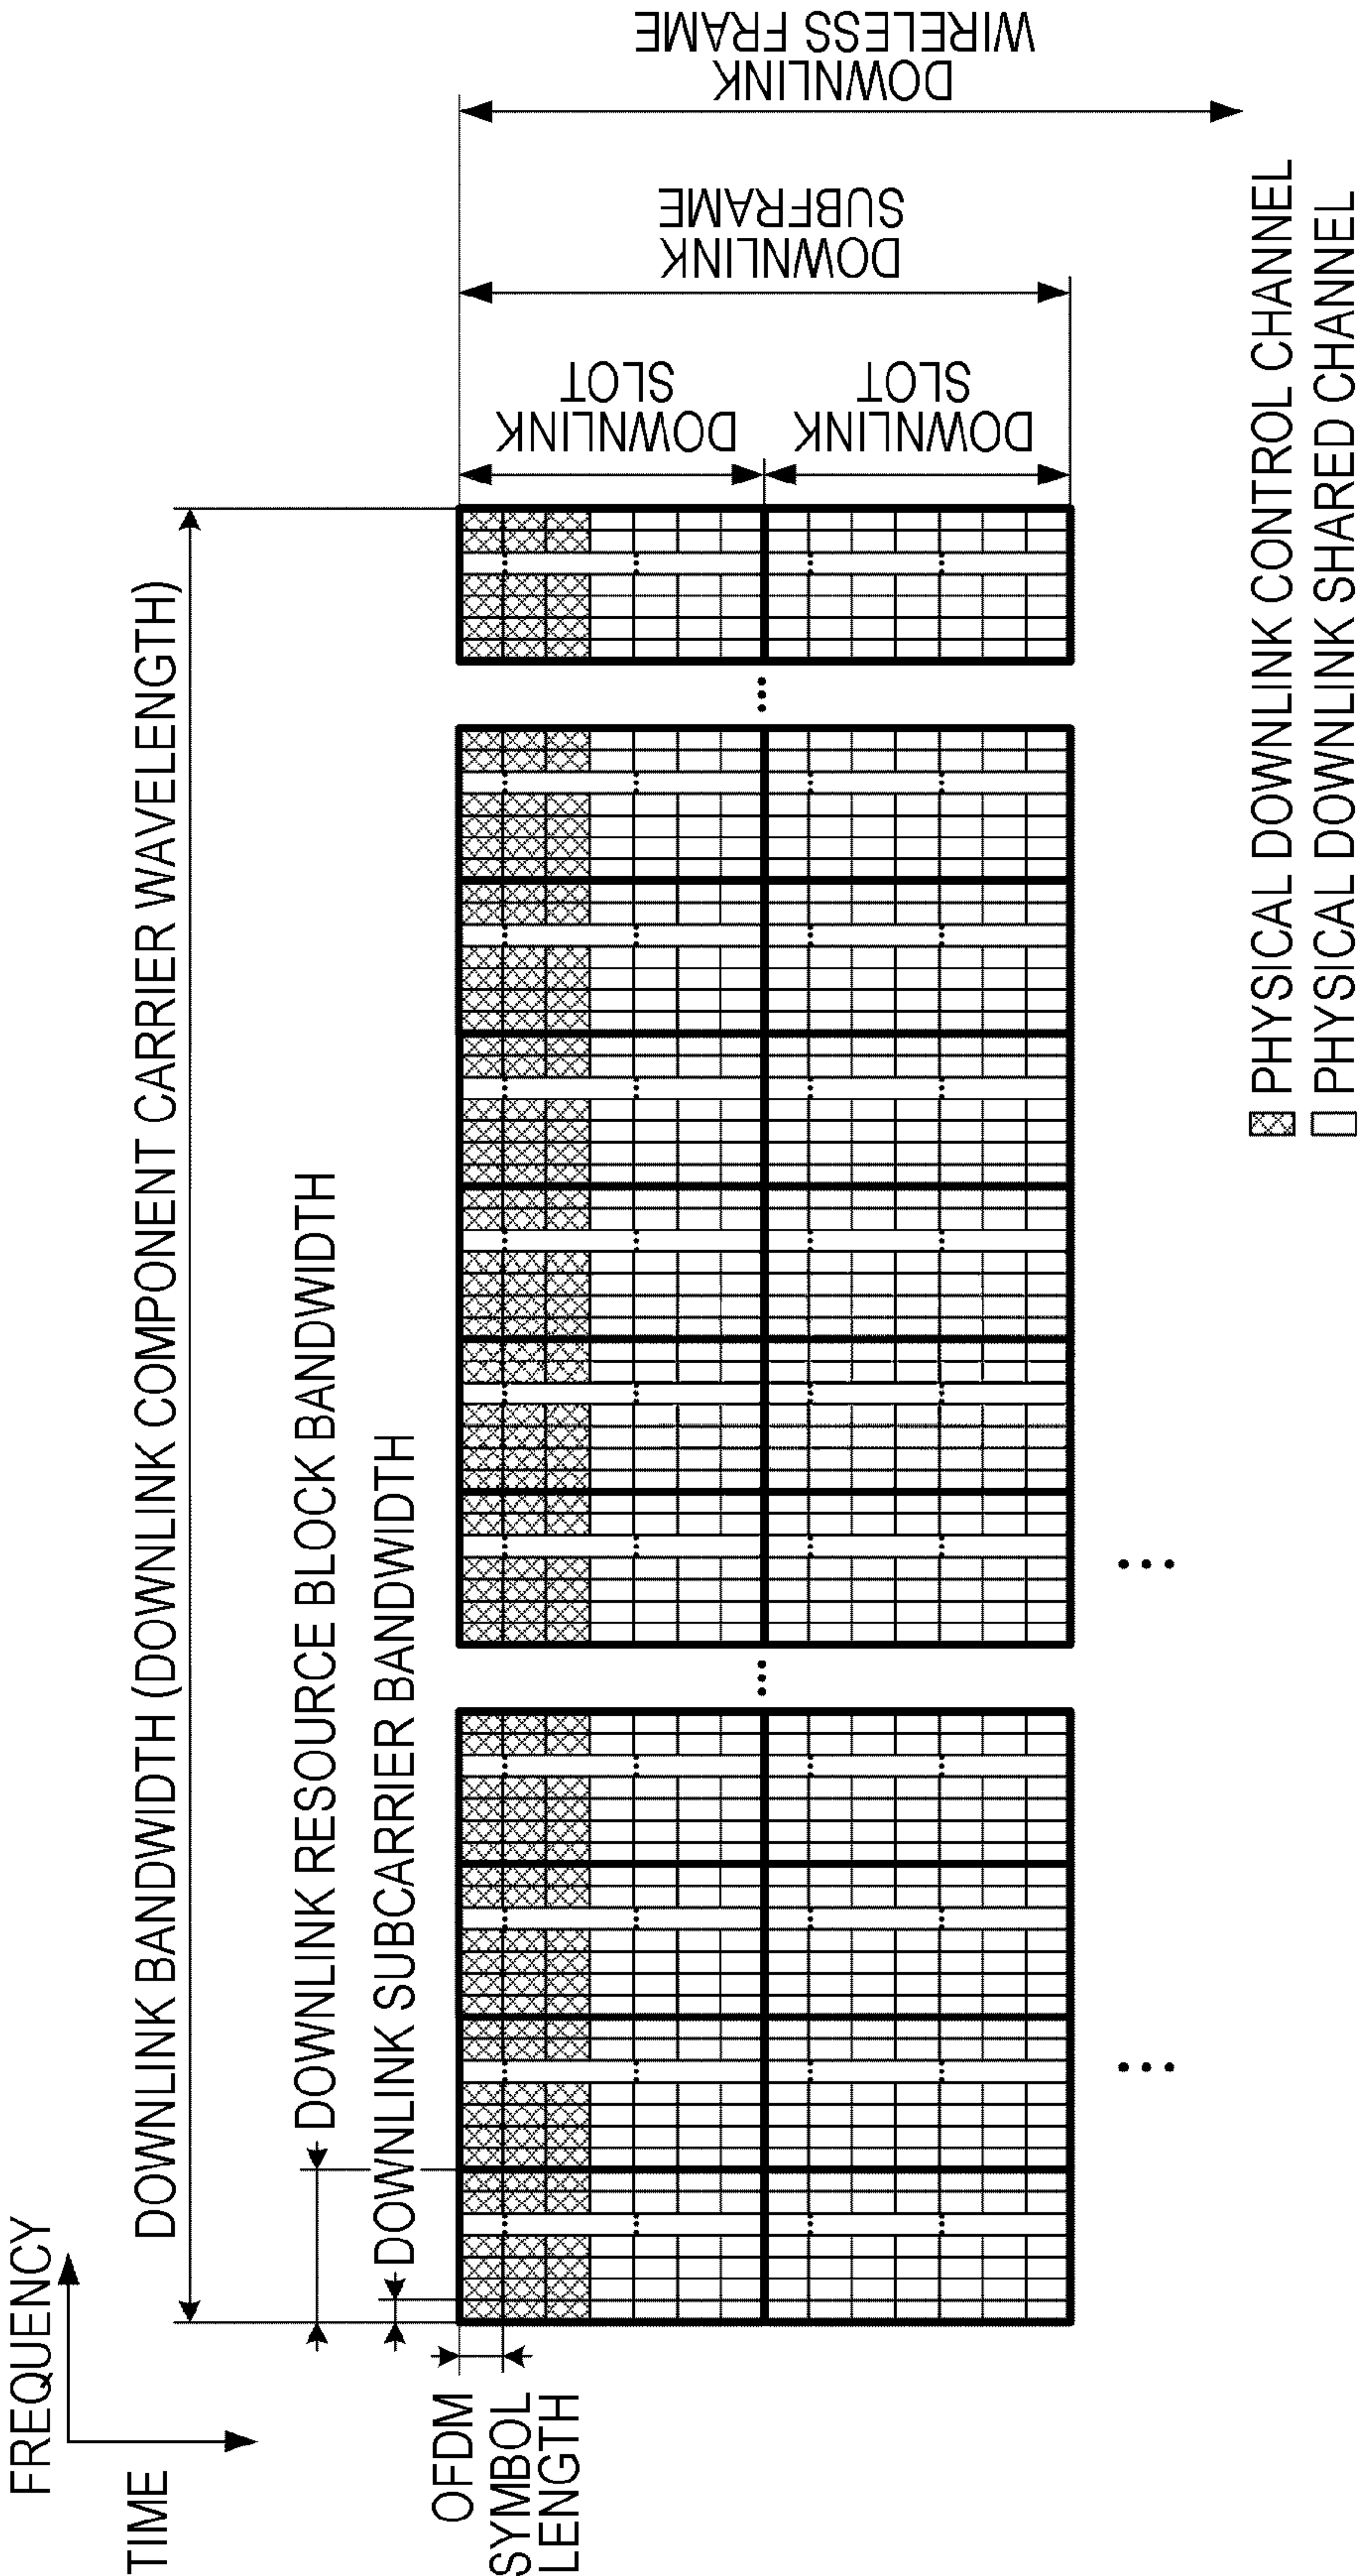 FREQUENCY
TIME
DOWNLINK BANDWIDTH (DOWNLINK COMPONENT CARRIER WAVELENGTH)
DOWNLINK RESOURCE BLOCK BANDWIDTH
DOWNLINK SUBCARRIER BANDWIDTH
OFDM
SYMBOL
LENGTH
DOWNLINK
SLOT
DOWNLINK
SLOT
DOWNLINK
SUBFRAME
DOWNLINK
WIRELESS FRAME
PHYSICAL DOWNLINK CONTROL CHANNEL
PHYSICAL DOWNLINK SHARED CHANNEL